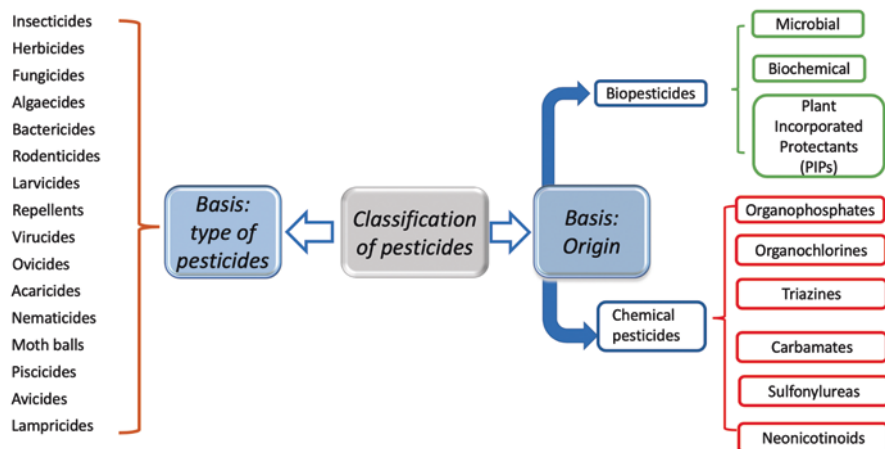 Insecticides
Herbicides
Fungicides
Algaecides
Bactericides
Rodenticides
Larvicides
Repellents
Virucides
Ovicides
Acaricides
Nematicides
Moth balls
Piscicides
Avicides
Lampricides
Basis:
type of
pesticides
Classification
of pesticides
Basis:
Origin
Biopesticides
Microbial
Biochemical
Plant
Incorporated
Protectants
(PIPs)
Chemical
pesticides
Organophosphates
Organochlorines
Triazines
Carbamates
Sulfonylureas
Neonicotinoids